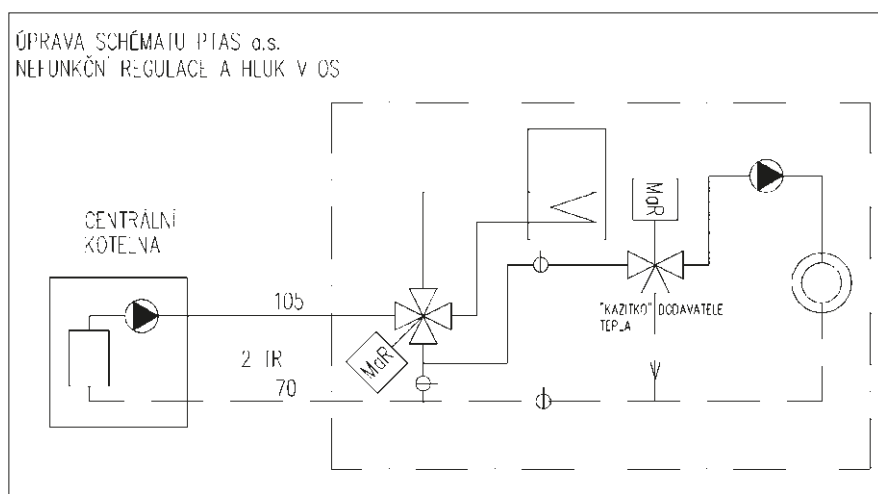 ÚPRAVA SCHÉMATU PTAS a.s.
NEFUNKČNÍ REGULACE A HLUK V OS
CENTRÁLNÍ
KOTELNA
105
2 TR
70
MaR
MaR
"KAZITKO" DODAVATELE
TEPLA